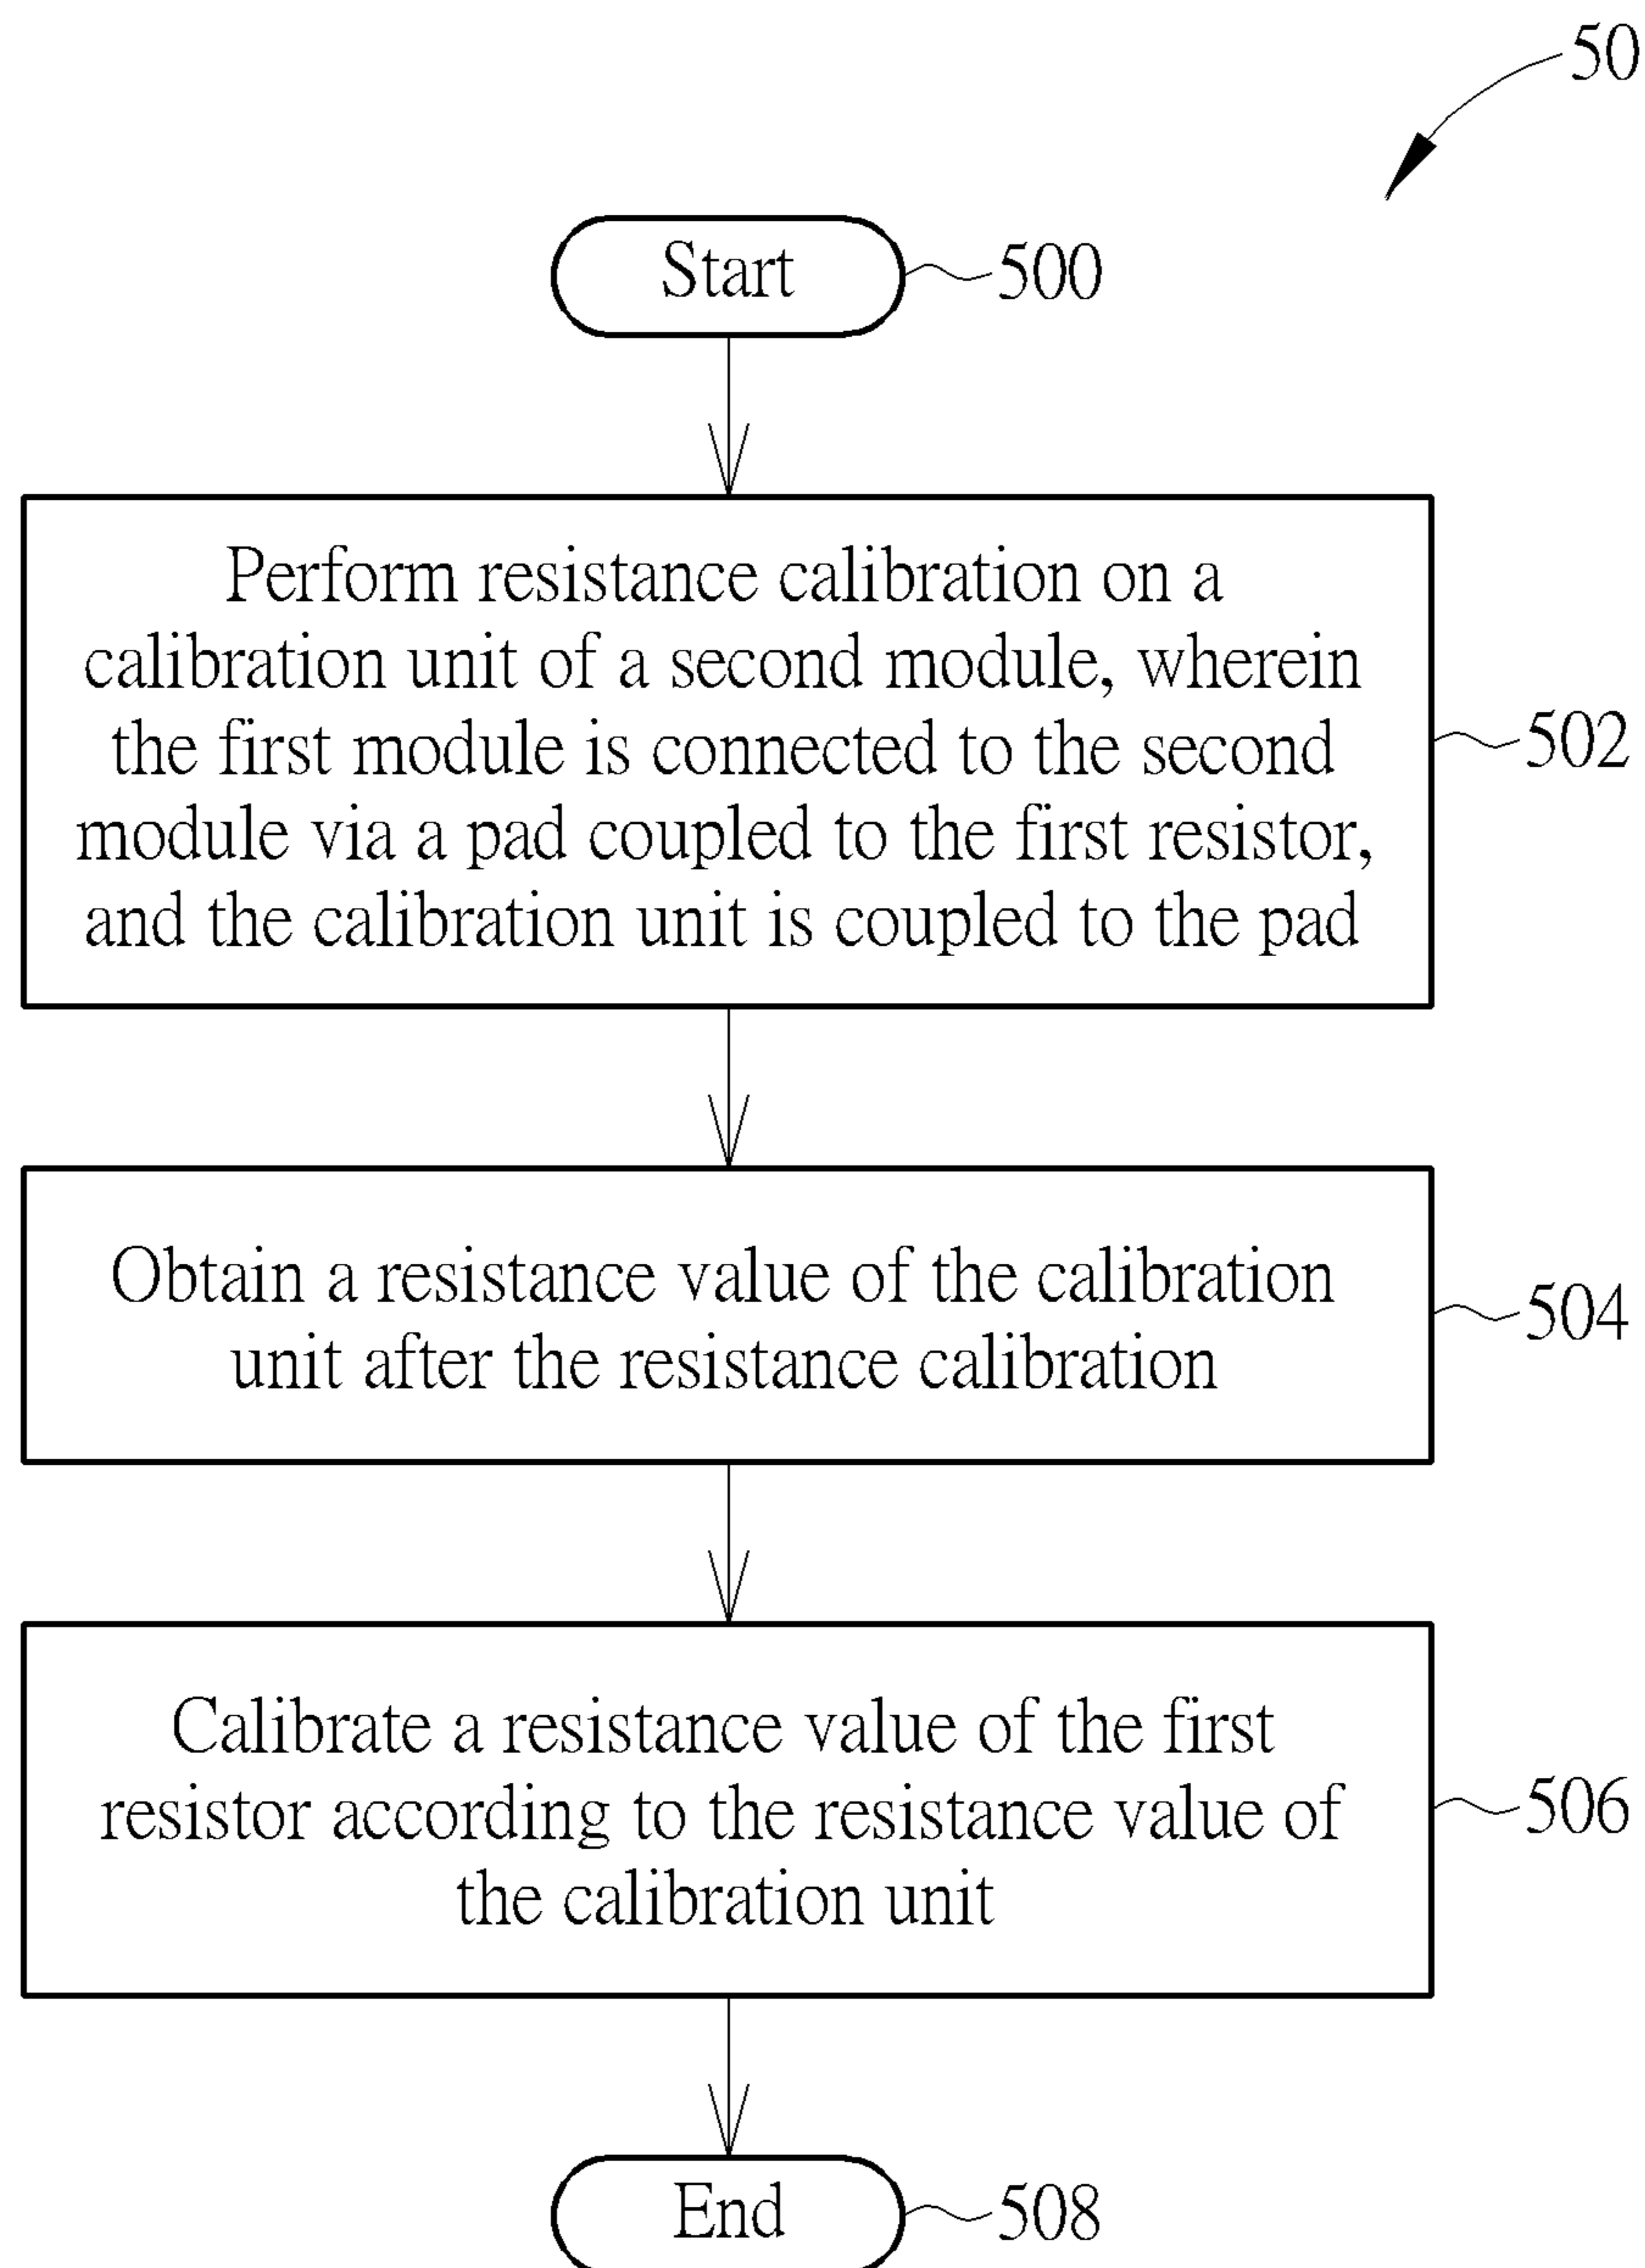 50
Start
500
Perform resistance calibration on a
calibration unit of a second module, wherein
the first module is connected to the second
module via a pad coupled to the first resistor,
and the calibration unit is coupled to the pad
502
Obtain a resistance value of the calibration
unit after the resistance calibration
504
Calibrate a resistance value of the first
resistor according to the resistance value of
the calibration unit
506
End
508